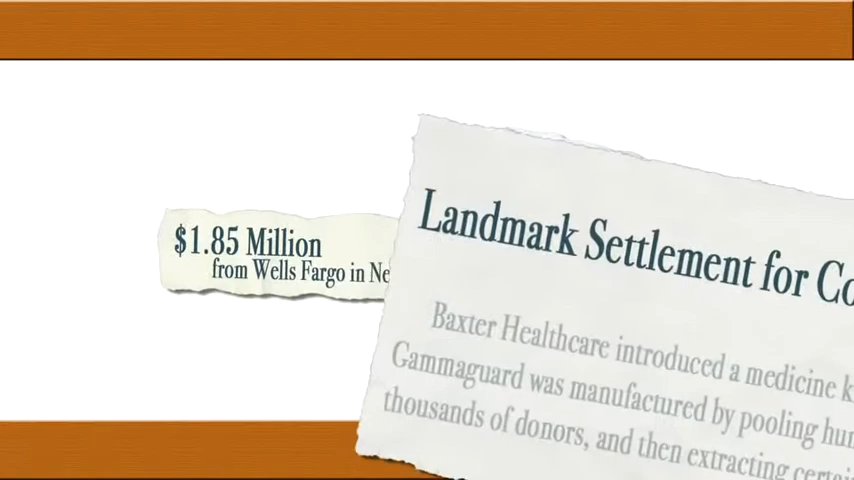 $1.85 Million
from Wells Fargo in Ne
Landmark Settlement for Co
Baxter Healthcare introduced a medicine k
Gammaguard was manufactured by pooling hu
thousands of donors, and then extracting certai